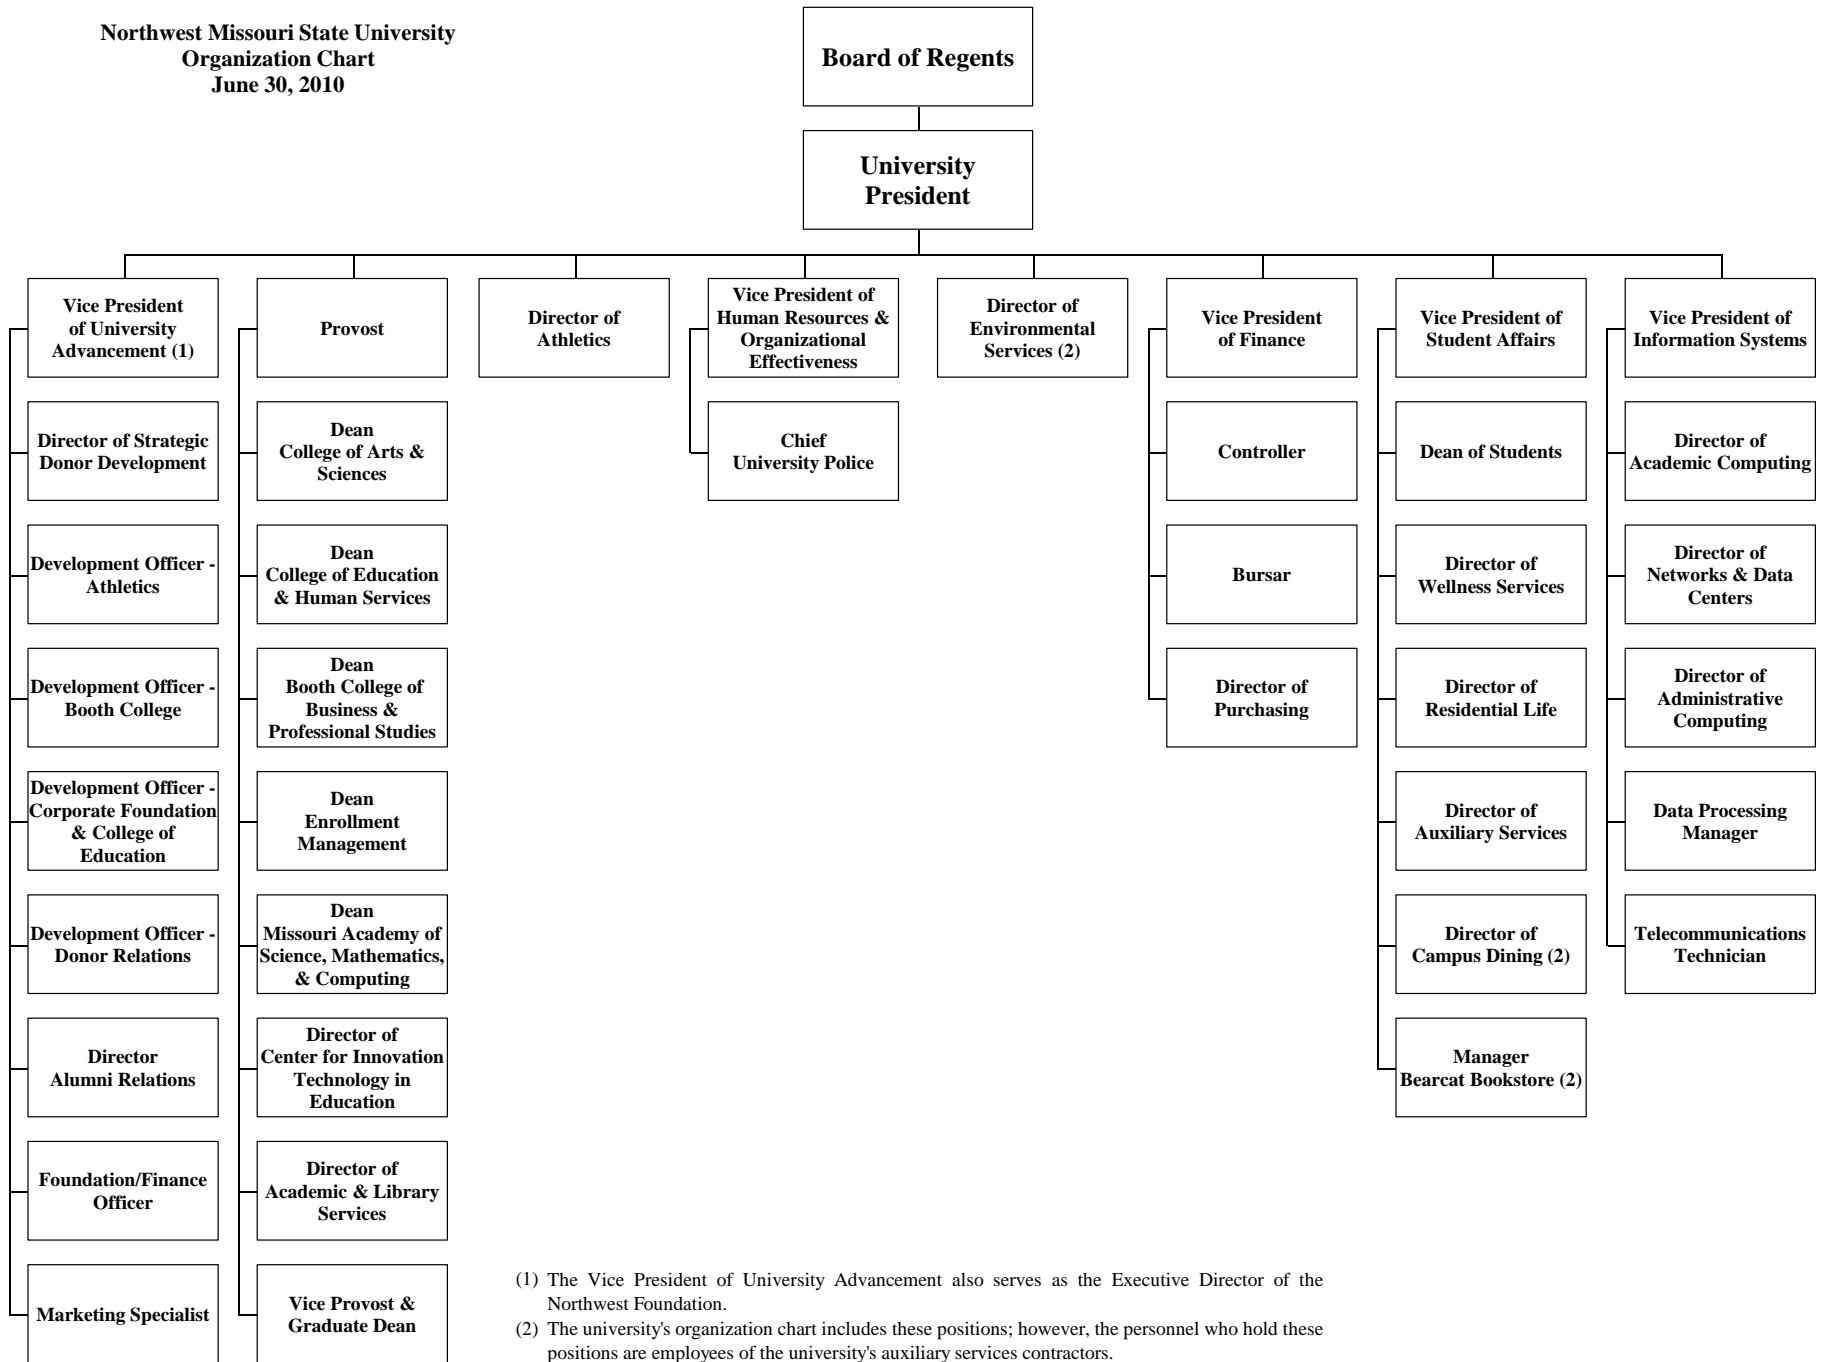 Northwest Missouri State University
Organization Chart
June 30, 2010
Board of Regents
University
President
Vice President
of University
Advancement (1)
Provost
Director of
Athletics
Vice President of
Human Resources &
Organizational
Effectiveness
Director of
Environmental
Services (2)
Vice President
of Finance
Vice President of
Student Affairs
Vice President of
Information Systems
Director of Strategic
Donor Development
Dean
College of Arts &
Sciences
Chief
University Police
Controller
Dean of Students
Director of
Academic Computing
Development Officer -
Athletics
Dean
College of Education
& Human Services
Bursar
Director of
Wellness Services
Director of
Networks & Data
Centers
Development Officer -
Booth College
Dean
Booth College of
Business &
Professional Studies
Director of
Purchasing
Director of
Residential Life
Director of
Administrative
Computing
Development Officer -
Corporate Foundation
& College of
Education
Dean
Enrollment
Management
Director of
Auxiliary Services
Data Processing
Manager
Development Officer -
Donor Relations
Dean
Missouri Academy of
Science, Mathematics,
& Computing
Director of
Campus Dining (2)
Telecommunications
Technician
Director
Alumni Relations
Director of
Center for Innovation
Technology in
Education
Manager
Bearcat Bookstore (2)
Foundation/Finance
Officer
Director of
Academic & Library
Services
Marketing Specialist
Vice Provost &
Graduate Dean
(1) The Vice President of University Advancement also serves as the Executive Director of the
Northwest Foundation.
(2) The university's organization chart includes these positions; however, the personnel who hold these
positions are employees of the university's auxiliary services contractors.